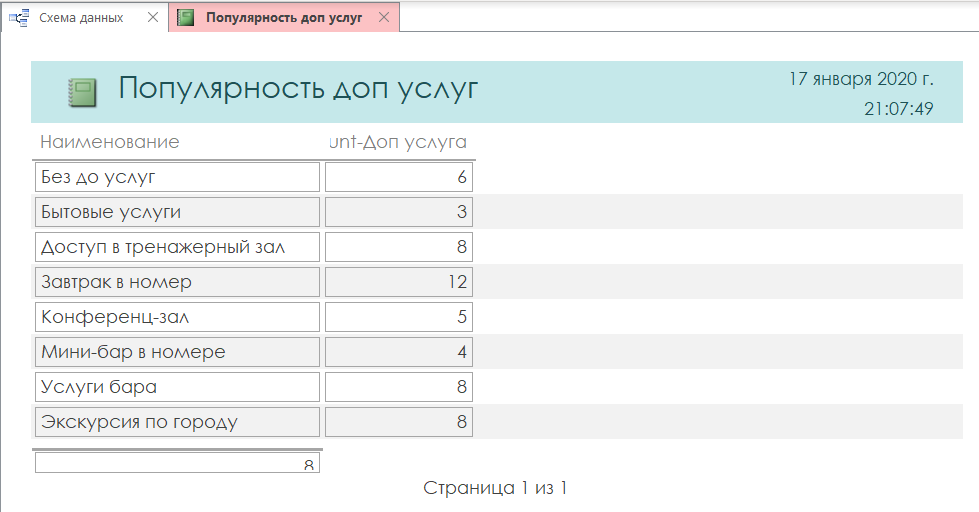 Схема данных
Популярность доп услуг
Популярность доп услуг
17 января 2020 г.
21:07:49
Наименование unt-Доп услуга
Без до услуг 6
Бытовые услуги 3
Доступ в тренажерный зал 8
Завтрак в номер 12
Конференц-зал 5
Мини-бар в номере 4
Услуги бара 8
Экскурсия по городу 8
8
Страница 1 из 1